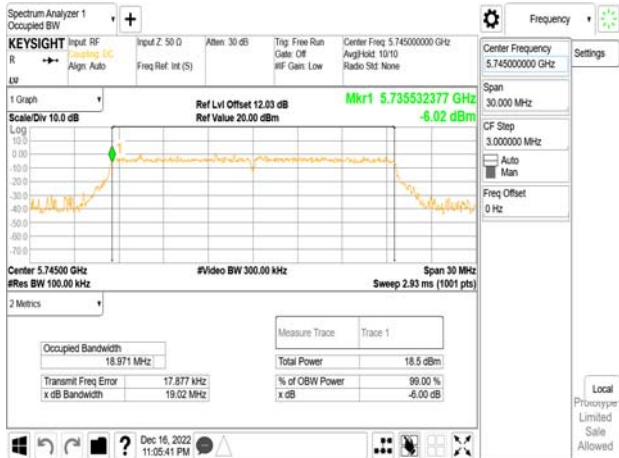 Spectrum Analyzer 1
Occupied BW
Frequency
KEYSIGHT
Input: RF
Coupling: DC
Align: Auto
Input Z: 50 Ω
Freq Ref: Int (S)
Atten: 30 dB
Trig: Free Run
Gate: Off
#IF Gain: Low
Center Freq: 5.745000000 GHz
Avg|Hold: 10/10
Radio Std: None
R
LXI
1 Graph
Scale/Div 10.0 dB
Ref Lvl Offset 12.03 dB
Ref Value 20.00 dBm
Mkr1 5.735532377 GHz
-6.02 dBm
Log
10.0
0.00
-10.0
-20.0
-30.0
-40.0
-50.0
-60.0
-70.0
1
Center 5.74500 GHz
#Res BW 100.00 kHz
#Video BW 300.00 kHz
Span 30 MHz
Sweep 2.93 ms (1001 pts)
2 Metrics
Occupied Bandwidth
18.971 MHz
Transmit Freq Error 17.877 kHz
x dB Bandwidth 19.02 MHz
Measure Trace Trace 1
Total Power 18.5 dBm
% of OBW Power 99.00 %
x dB -6.00 dB
Dec 16, 2022
11:05:41 PM
Center Frequency
5.745000000 GHz
Settings
Span
30.000 MHz
CF Step
3.000000 MHz
Auto
Man
Freq Offset
0 Hz
Local
Prototype
Limited
Sale
Allowed